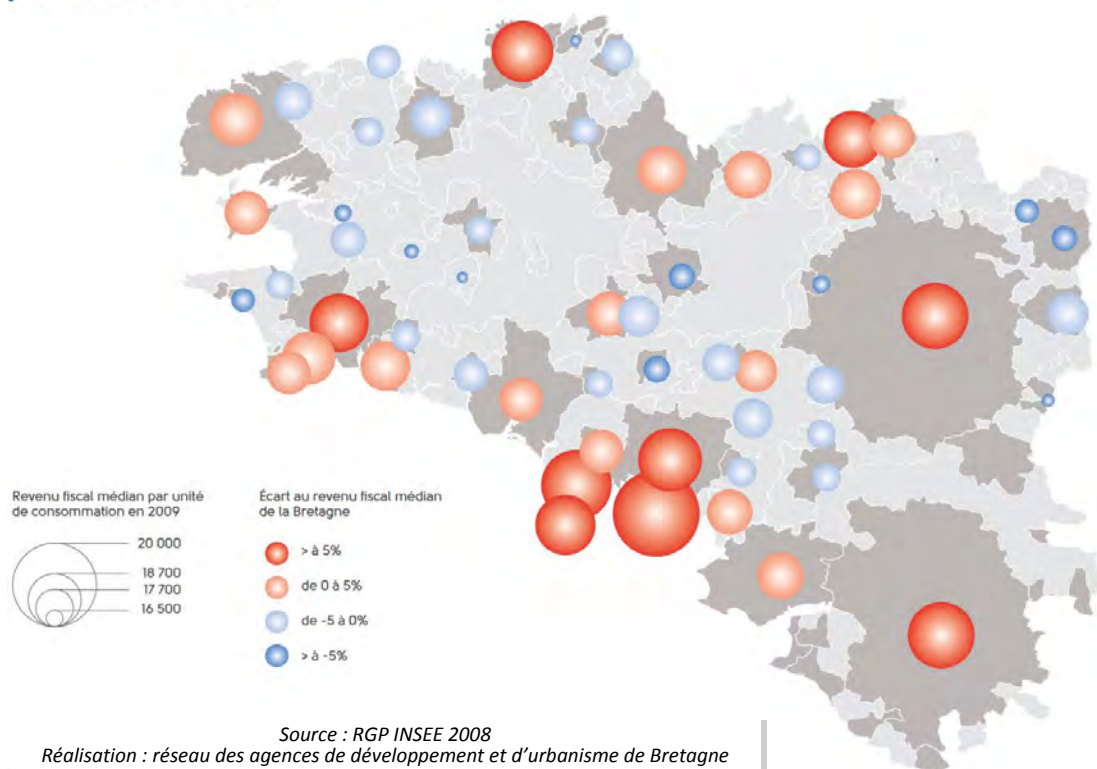 Revenu fiscal médian par unité
de consommation en 2009
20 000
18 700
17 700
16 500
Écart au revenu fiscal médian
de la Bretagne
> à 5%
de 0 à 5%
de -5 à 0%
> à -5%
Source : RGP INSEE 2008
Réalisation : réseau des agences de développement et d'urbanisme de Bretagne